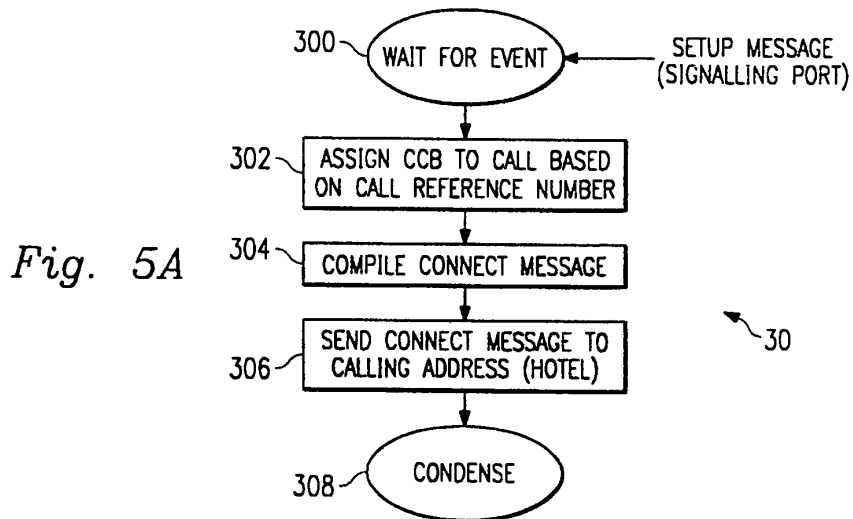 300
WAIT FOR EVENT
SETUP MESSAGE
(SIGNALLING PORT)
302
ASSIGN CCB TO CALL BASED
ON CALL REFERENCE NUMBER
Fig. 5A
304
COMPILE CONNECT MESSAGE
306
SEND CONNECT MESSAGE TO
CALLING ADDRESS (HOTEL)
30
308
CONDENSE